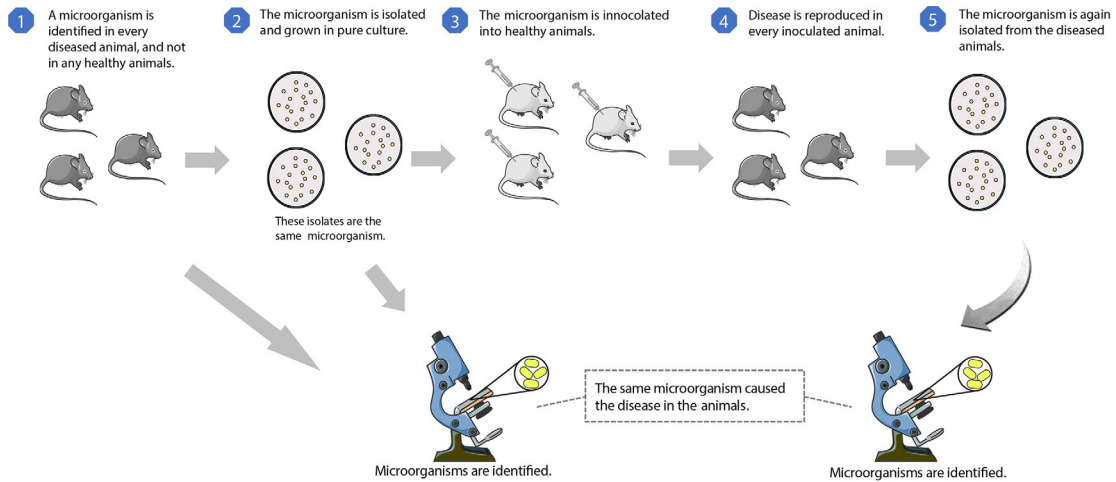 1
A microorganism is
identified in every
diseased animal, and not
in any healthy animals.
2
The microorganism is isolated
and grown in pure culture.
3
The microorganism is innocolated
into healthy animals.
4
Disease is reproduced in
every inoculated animal.
5
The microorganism is again
isolated from the diseased
animals.
These isolates are the
same microorganism.
The same microorganism caused
the disease in the animals.
Microorganisms are identified.
Microorganisms are identified.